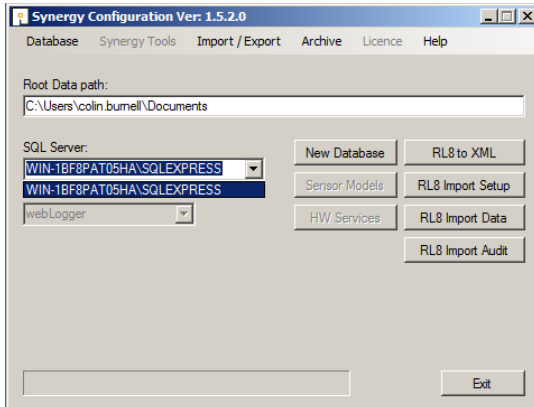 Synergy Configuration Ver: 1.5.2.0
Database Synergy Tools Import / Export Archive Licence Help
Root Data path:
C:\Users\colin.burnell\Documents
SQL Server:
WIN-1BF8PAT05HA\SQLEXPRESS
WIN-1BF8PAT05HA\SQLEXPRESS
webLogger
New Database
RL8 to XML
Sensor Models
RL8 Import Setup
HW Services
RL8 Import Data
RL8 Import Audit
Exit